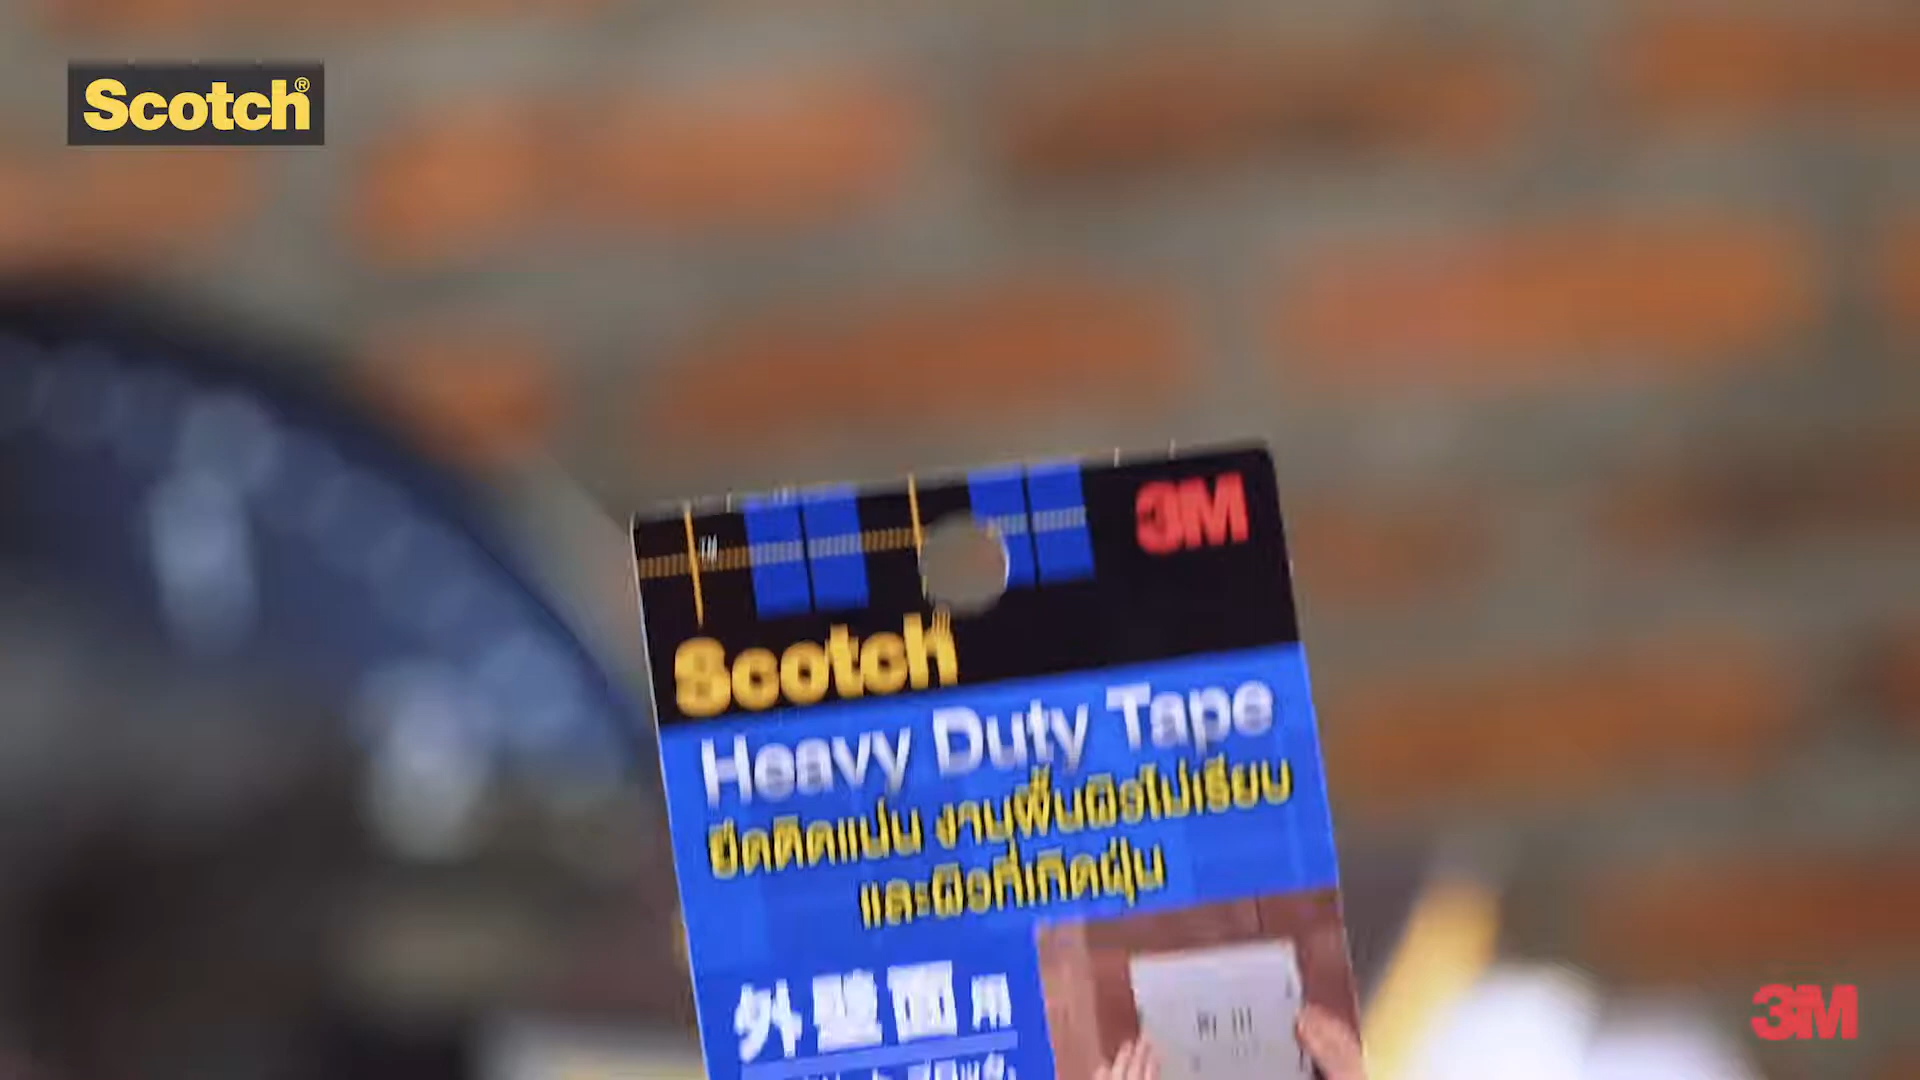 Scotch®
3M
Scotch
Heavy Duty Tape
ยึดติดแน่น งานพื้นผิวไม่เรียบ
และผิวที่เกิดฝุ่น
外壁面用
3M